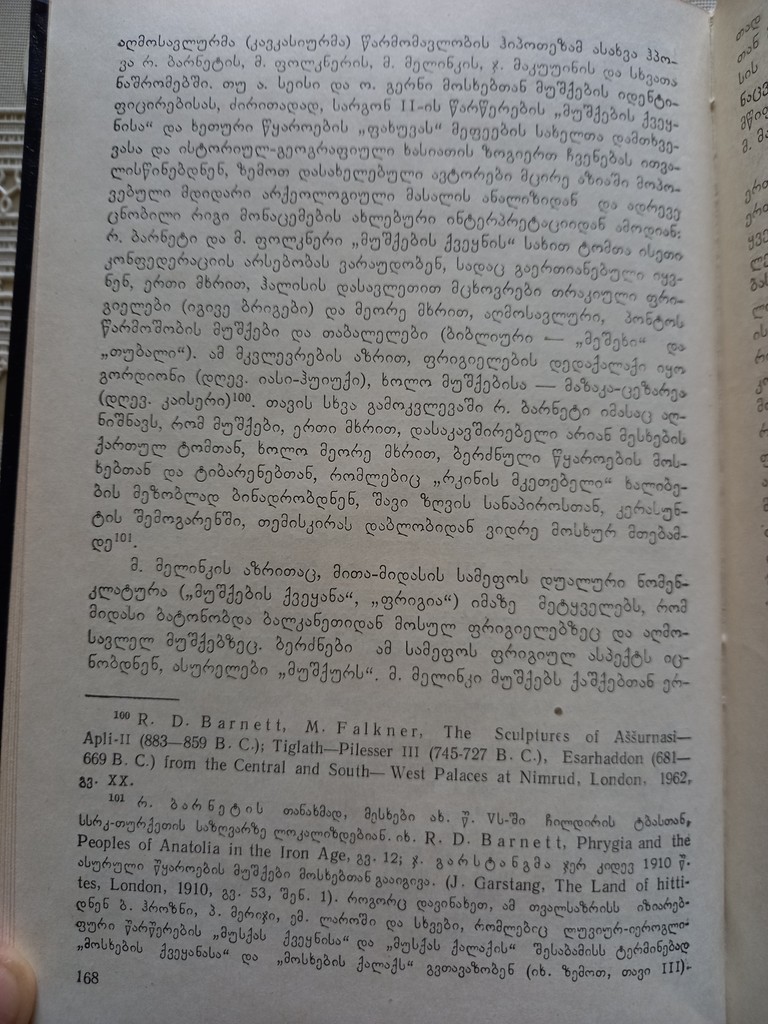 აღმოსავლურმა (კავკასიურმა) წარმომავლობის ჰიპოთეზამ ასახვა ჰპო-
ვა რ. ბარნეტის, მ. ფოლკნერის, მ. მელინკის, ჯ. მაკუუინის და სხვათა
ნაშრომებში. თუ ა. სეისი და ო. გერნი მოსხებთან მუშქების იდენტი-
ფიცირებისას, ძირითადად, სარგონ II-ის წარწერების „მუშქების ქვეყ-
ნისა“ და ხეთური წყაროების „ფახუვას“ მეფეების სახელთა დამთხვე-
ვასა და ისტორიულ-გეოგრაფიული ხასიათის ზოგიერთ ჩვენებას ითვა-
ლისწინებდნენ, ზემოთ დასახელებული ავტორები მცირე აზიაში მოპო-
ვებული მდიდარი არქეოლოგიული მასალის ანალიზიდან და ადრევე
ცნობილი რიგი მონაცემების ახლებური ინტერპრეტაციიდან ამოდიან:
რ. ბარნეტი და მ. ფოლკნერი „მუშქების ქვეყნის“ სახით ტომთა ისეთი
კონფედერაციის არსებობას ვარაუდობენ, სადაც გაერთიანებული იყვ-
ნენ, ერთი მხრით, ჰალისის დასავლეთით მცხოვრები თრაკიული ფრი-
გიელები (იგივე ბრიგები) და მეორე მხრით, აღმოსავლური, პონტოს
წარმოშობის მუშქები და თაბალელები (ბიბლიური — „მეშეხი“ და
„თუბალი“). ამ მკვლევრების აზრით, ფრიგიელების დედაქალაქი იყო
გორდიონი (დღევ. იასი-ჰუიუქი), ხოლო მუშქებისა — მაზაკა-ცეზარეა
(დღევ. კაისერი)¹⁰⁰. თავის სხვა გამოკვლევაში რ. ბარნეტი იმასაც აღ-
ნიშნავს, რომ მუშქები, ერთი მხრით, დასაკავშირებელი არიან მესხების
ქართულ ტომთან, ხოლო მეორე მხრით, ბერძნული წყაროების მოს-
ხებთან და ტიბარენებთან, რომლებიც „რკინის მკეთებელი“ ხალიბე-
ბის მეზობლად ბინადრობდნენ, შავი ზღვის სანაპიროსთან, კერასუნ-
ტის შემოგარენში, თემისკირას დაბლობიდან ვიდრე მოსხურ მთებამ-
დე¹⁰¹.
მ. მელინკის აზრითაც, მითა-მიდასის სამეფოს დუალური ნომენ-
კლატურა („მუშქების ქვეყანა“, „ფრიგია“) იმაზე მეტყველებს, რომ
მიდასი ბატონობდა ბალკანეთიდან მოსულ ფრიგიელებზეც და აღმო-
სავლელ მუშქებზეც. ბერძნები ამ სამეფოს ფრიგიულ ასპექტს იც-
ნობდნენ, ასურელები „მუშქურს“. მ. მელინკი მუშქებს ქაშქებთან ერ-
¹⁰⁰ R. D. Barnett, M. Falkner, The Sculptures of Aššurnasi—
Apli-II (883—859 B. C.); Tiglath—Pilesser III (745-727 B. C.), Esarhaddon (681—
669 B. C.) from the Central and South— West Palaces at Nimrud, London, 1962,
გვ. XX.
¹⁰¹ რ. ბარნეტის თანახმად, მესხები ახ. წ. Vს-ში ჩილდირის ტბასთან,
სსრკ-თურქეთის საზღვარზე ლოკალიზდებიან. იხ. R. D. Barnett, Phrygia and the
Peoples of Anatolia in the Iron Age, გვ. 12; ჯ. გარსტანგმა ჯერ კიდევ 1910 წ.
ასურული წყაროების მუშქები მოსხებთან გააიგივა. (J. Garstang, The Land of hitti-
tes, London, 1910, გვ. 53, შენ. 1). როგორც დავინახეთ, ამ თვალსაზრისს იზიარებ-
დნენ ბ. ჰროზნი, პ. მერიჯი, ემ. ლაროში და სხვები, რომლებიც ლუვიურ-იეროგლი-
ფური წარწერების „მუსქას ქვეყნისა“ და „მუსქას ქალაქის“ შესაბამისს ტერმინებად
„მოსხების ქვეყანასა“ და „მოსხების ქალაქს“ გვთავაზობენ (იხ. ზემოთ, თავი III)-
168